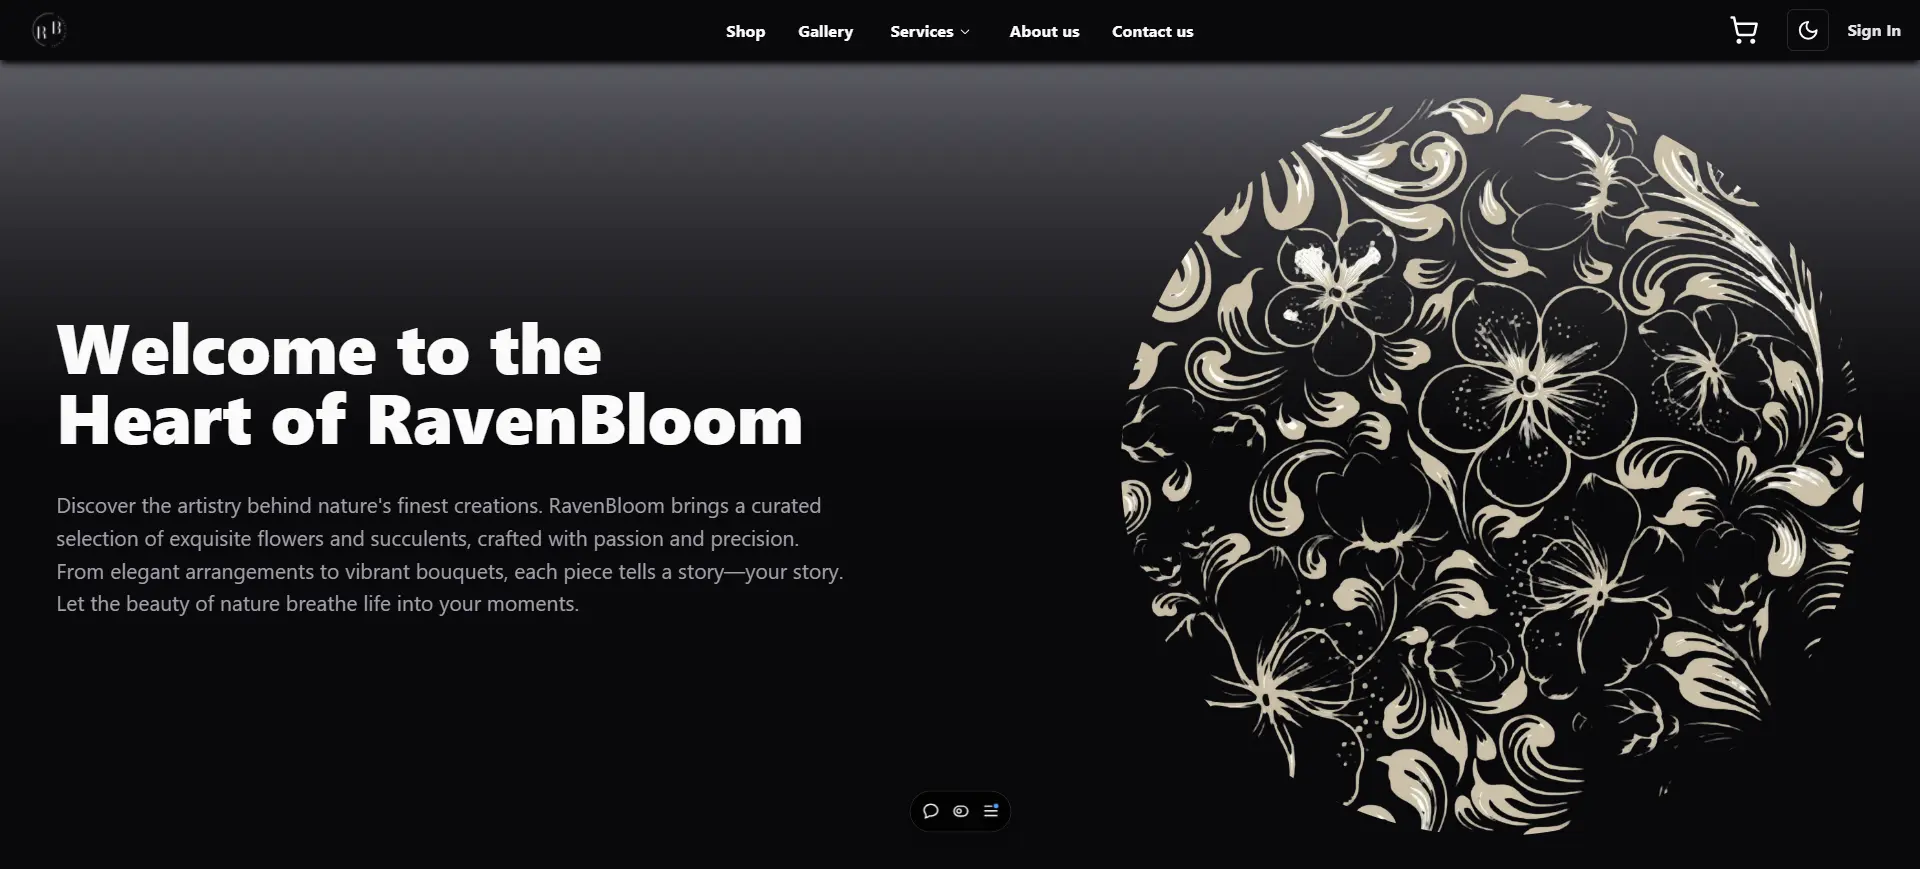 RB
Shop
Gallery
Services
About us
Contact us
Sign In
Welcome to the
Heart of RavenBloom
Discover the artistry behind nature's finest creations. RavenBloom brings a curated
selection of exquisite flowers and succulents, crafted with passion and precision.
From elegant arrangements to vibrant bouquets, each piece tells a story—your story.
Let the beauty of nature breathe life into your moments.